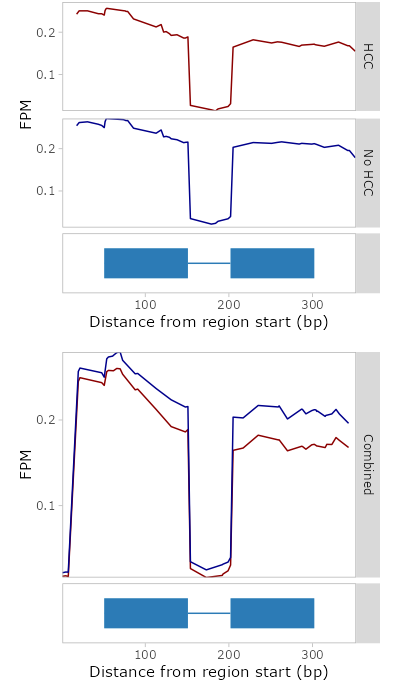 0.2
0.1
HCC
FPM
0.2
0.1
No HCC
100 200 300
Distance from region start (bp)
0.2
0.1
FPM
Combined
100 200 300
Distance from region start (bp)